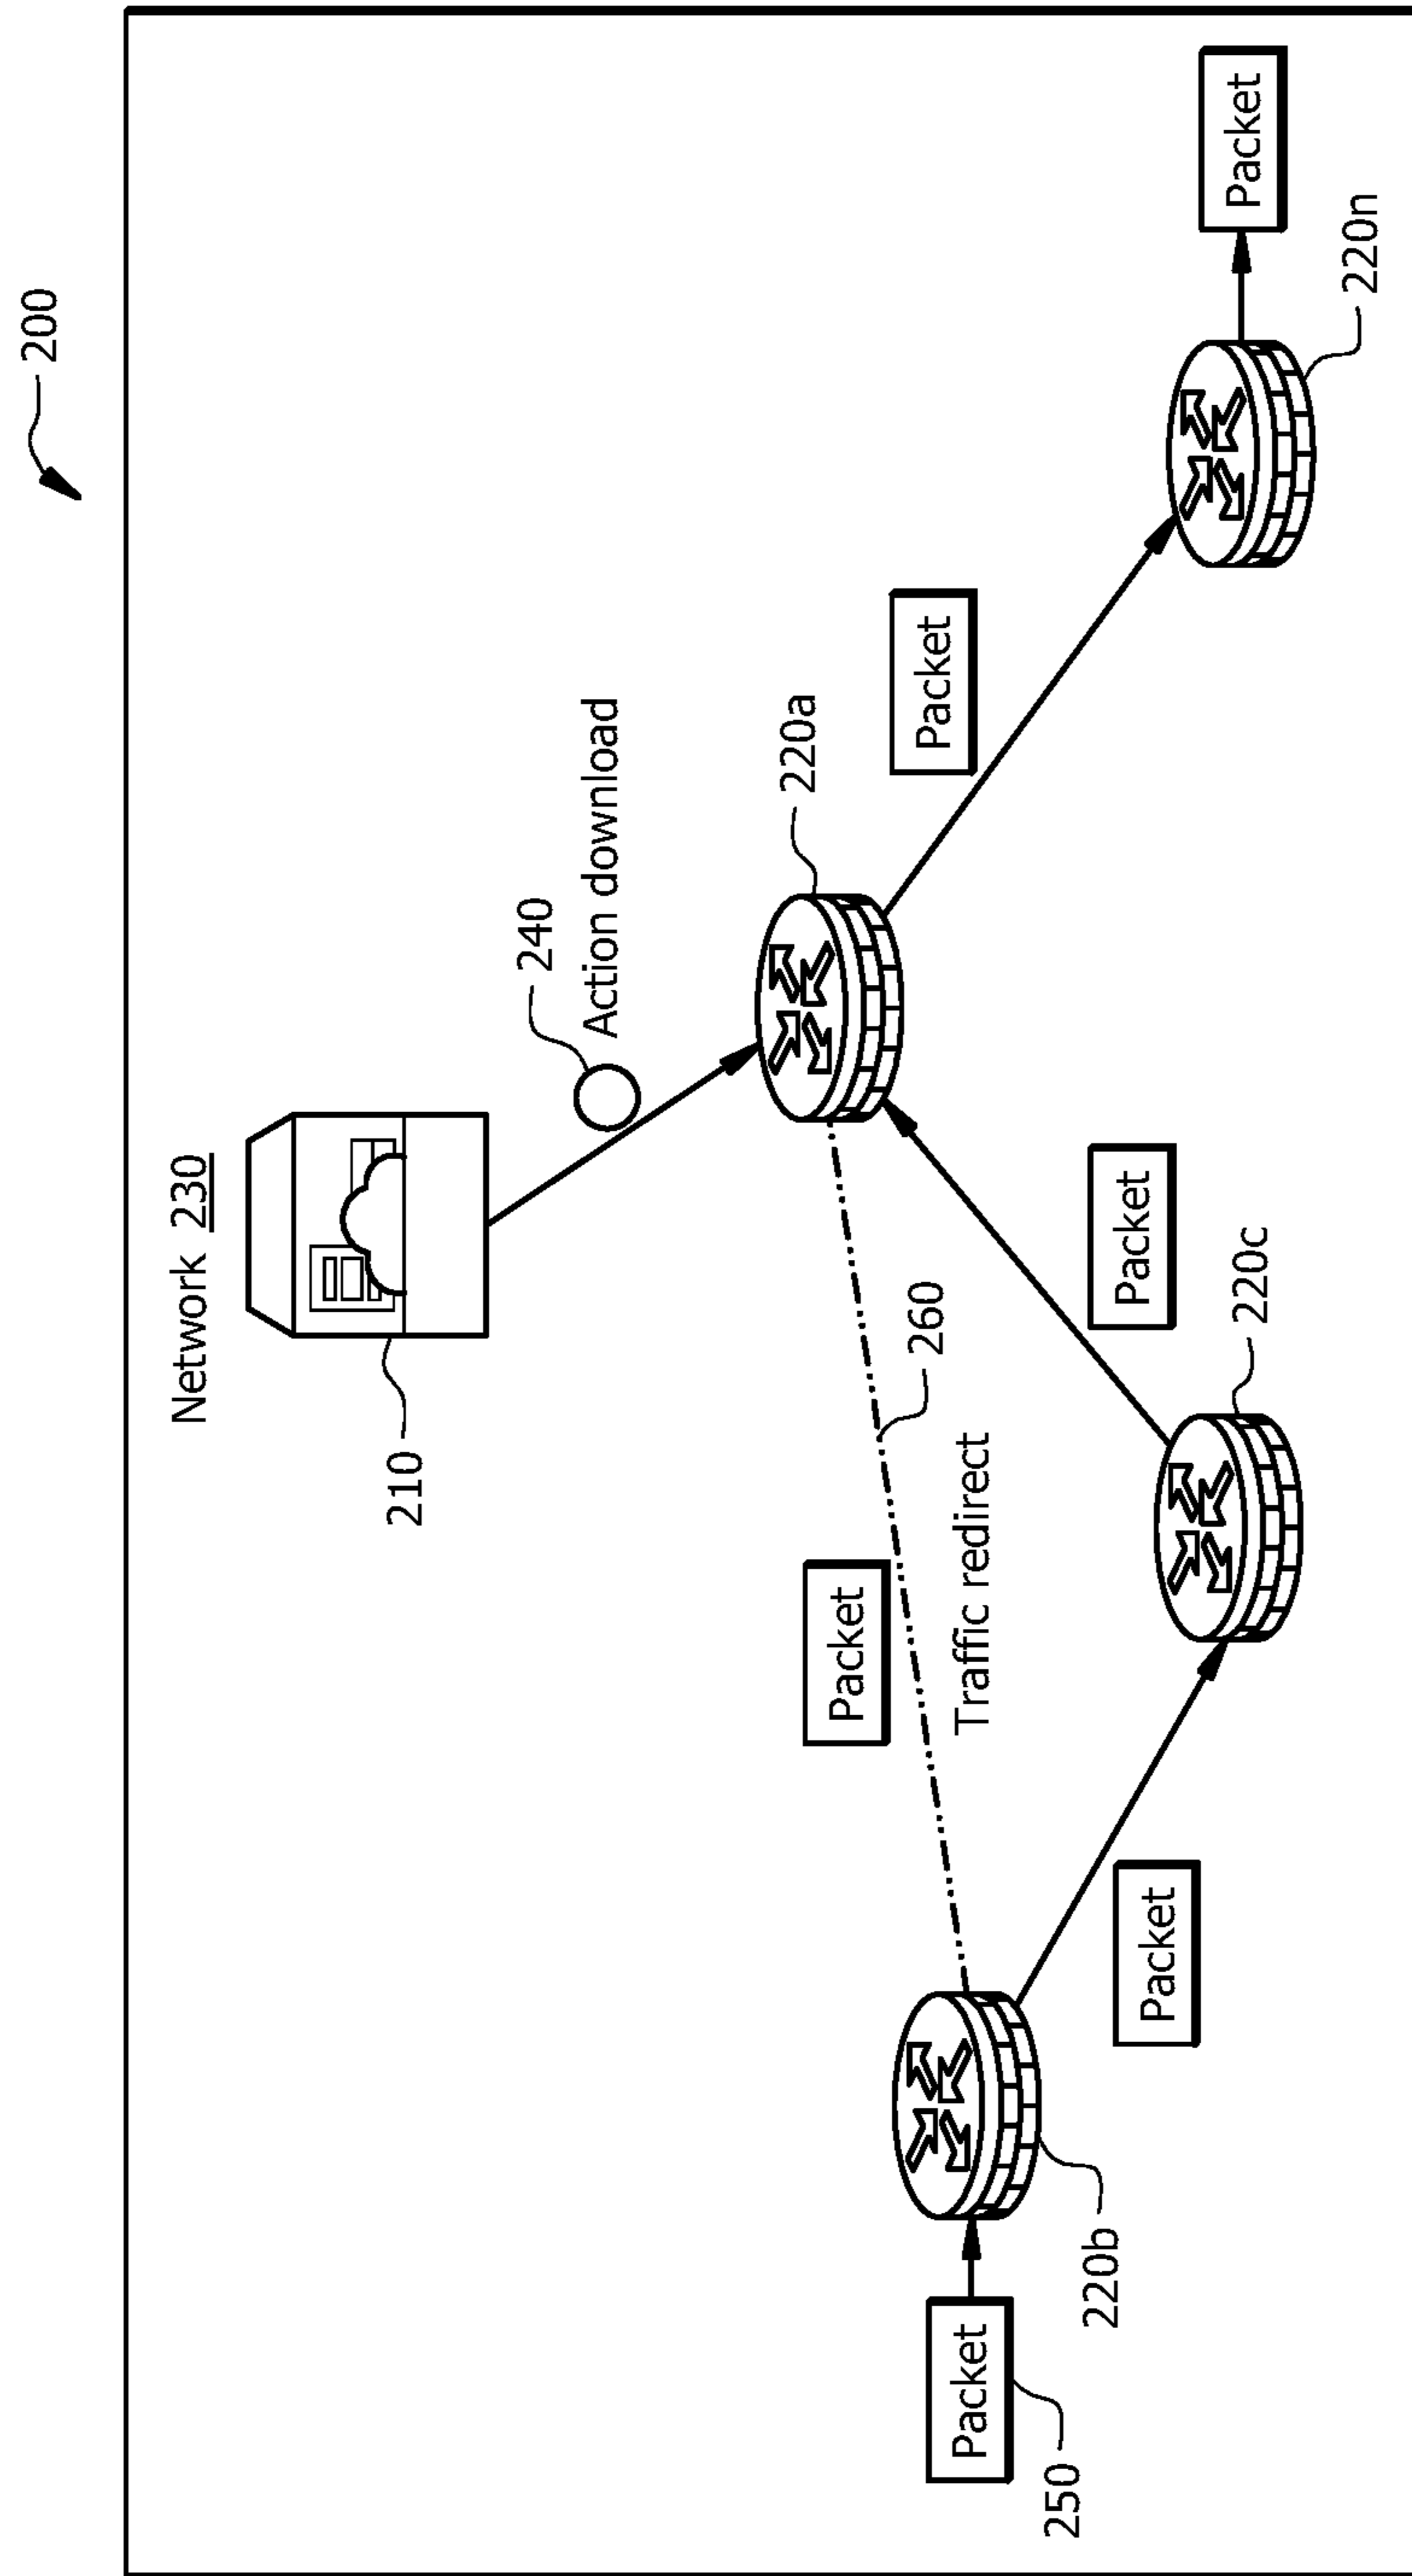 200
Network 230
210
240
Action download
220a
Packet
260
Traffic redirect
Packet
Packet
220n
Packet
220c
Packet
Packet
220b
250
Packet